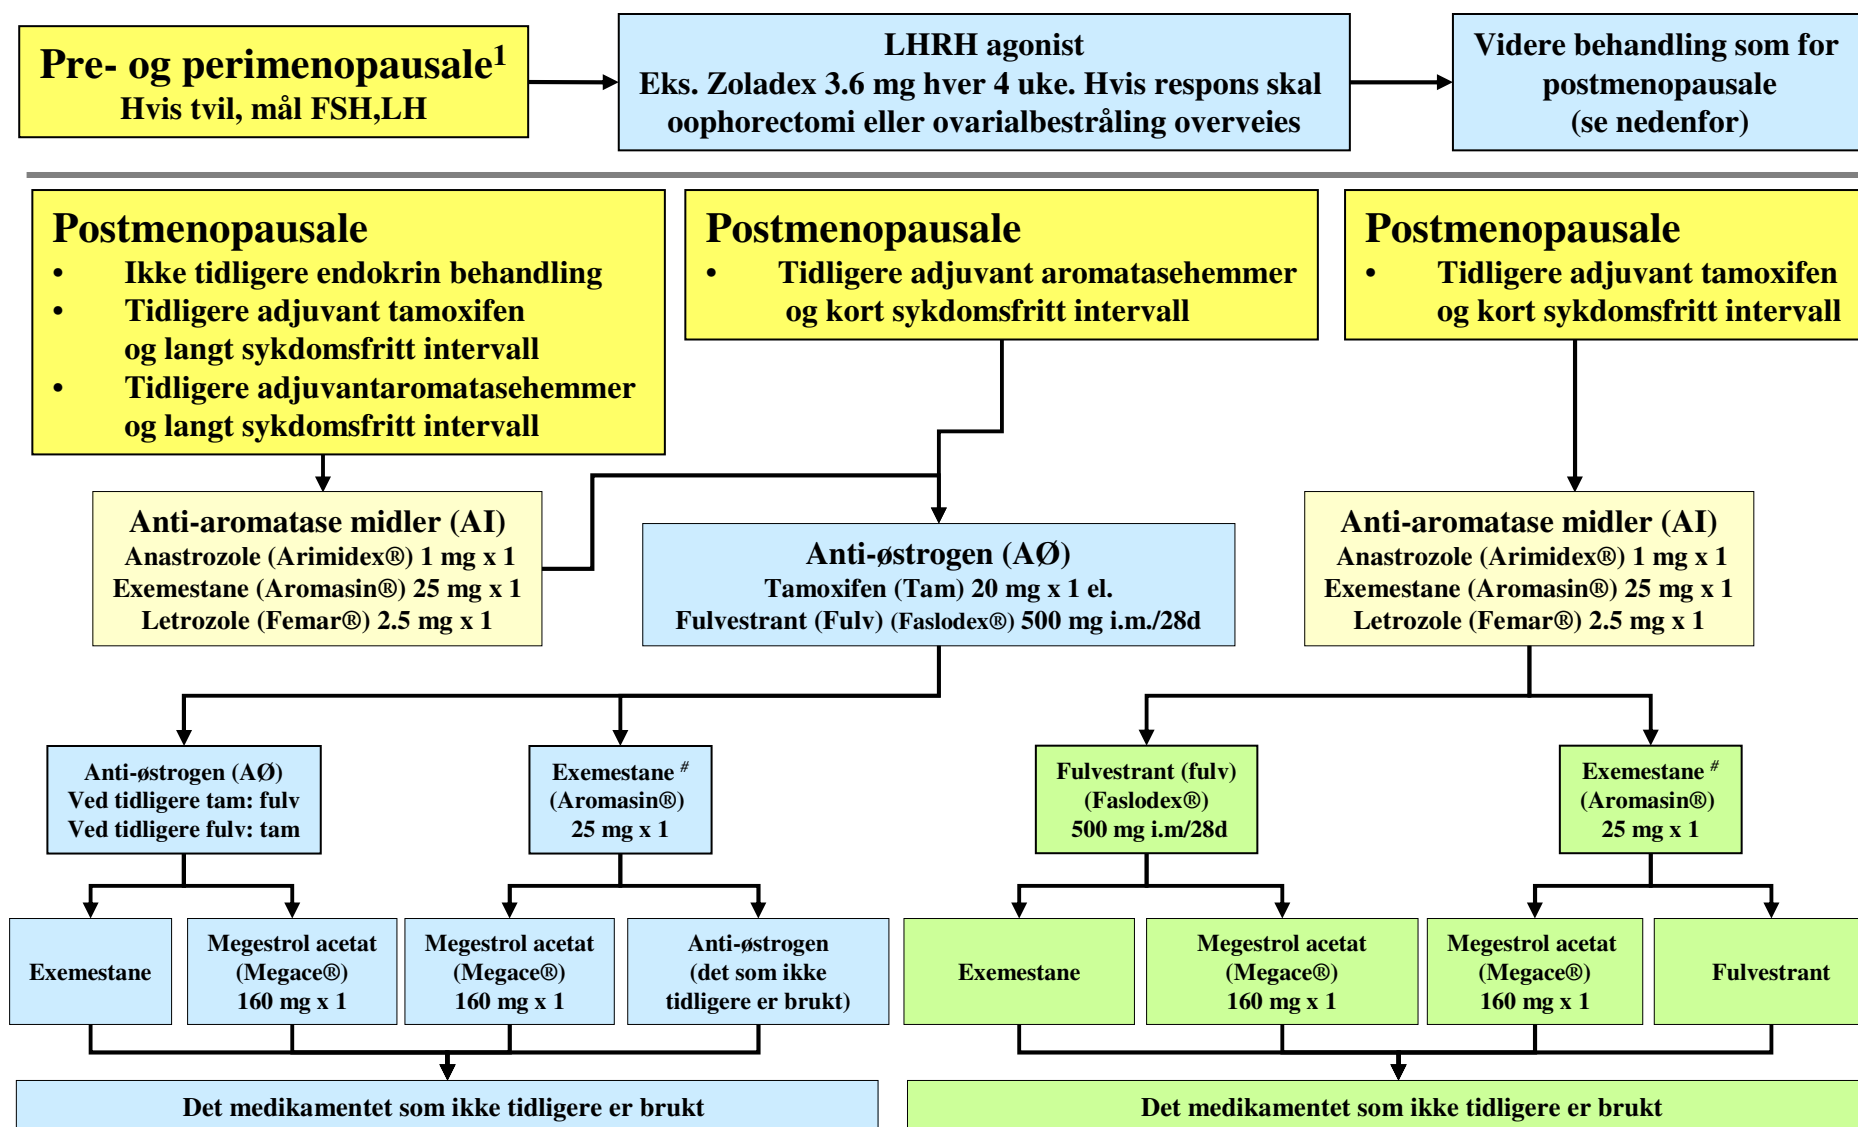 Pre- og perimenopausale1
Hvis tvil, mål FSH,LH
LHRH agonist
Eks. Zoladex 3.6 mg hver 4 uke. Hvis respons skal
oophorectomi eller ovarialbestråling overveies
Videre behandling som for
postmenopausale
(se nedenfor)
Postmenopausale
• Ikke tidligere endokrin behandling
• Tidligere adjuvant tamoxifen
og langt sykdomsfritt intervall
• Tidligere adjuvantaromatasehemmer
og langt sykdomsfritt intervall
Postmenopausale
• Tidligere adjuvant aromatasehemmer
og kort sykdomsfritt intervall
Postmenopausale
• Tidligere adjuvant tamoxifen
og kort sykdomsfritt intervall
Anti-aromatase midler (AI)
Anastrozole (Arimidex®) 1 mg x 1
Exemestane (Aromasin®) 25 mg x 1
Letrozole (Femar®) 2.5 mg x 1
Anti-østrogen (AØ)
Tamoxifen (Tam) 20 mg x 1 el.
Fulvestrant (Fulv) (Faslodex®) 500 mg i.m./28d
Anti-aromatase midler (AI)
Anastrozole (Arimidex®) 1 mg x 1
Exemestane (Aromasin®) 25 mg x 1
Letrozole (Femar®) 2.5 mg x 1
Anti-østrogen (AØ)
Ved tidligere tam: fulv
Ved tidligere fulv: tam
Exemestane #
(Aromasin®)
25 mg x 1
Fulvestrant (fulv)
(Faslodex®)
500 mg i.m/28d
Exemestane #
(Aromasin®)
25 mg x 1
Exemestane
Megestrol acetat
(Megace®)
160 mg x 1
Megestrol acetat
(Megace®)
160 mg x 1
Anti-østrogen
(det som ikke
tidligere er brukt)
Exemestane
Megestrol acetat
(Megace®)
160 mg x 1
Megestrol acetat
(Megace®)
160 mg x 1
Fulvestrant
Det medikamentet som ikke tidligere er brukt
Det medikamentet som ikke tidligere er brukt